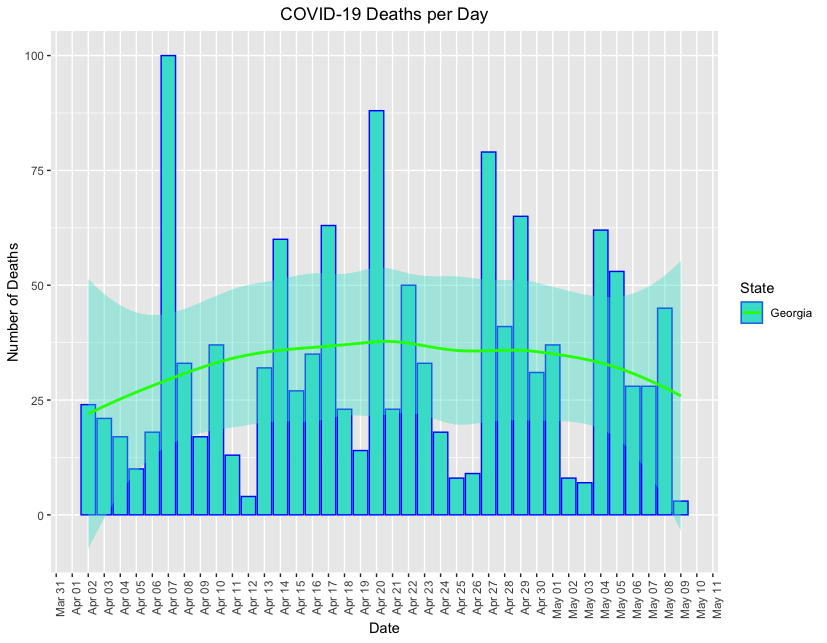 COVID-19 Deaths per Day
Number of Deaths
100
75
50
25
0
Mar 31
Apr 01
Apr 02
Apr 03
Apr 04
Apr 05
Apr 06
Apr 07
Apr 08
Apr 09
Apr 10
Apr 11
Apr 12
Apr 13
Apr 14
Apr 15
Apr 16
Apr 17
Apr 18
Apr 19
Apr 20
Apr 21
Apr 22
Apr 23
Apr 24
Apr 25
Apr 26
Apr 27
Apr 28
Apr 29
Apr 30
May 01
May 02
May 03
May 04
May 05
May 06
May 07
May 08
May 09
May 10
May 11
Date
State
Georgia